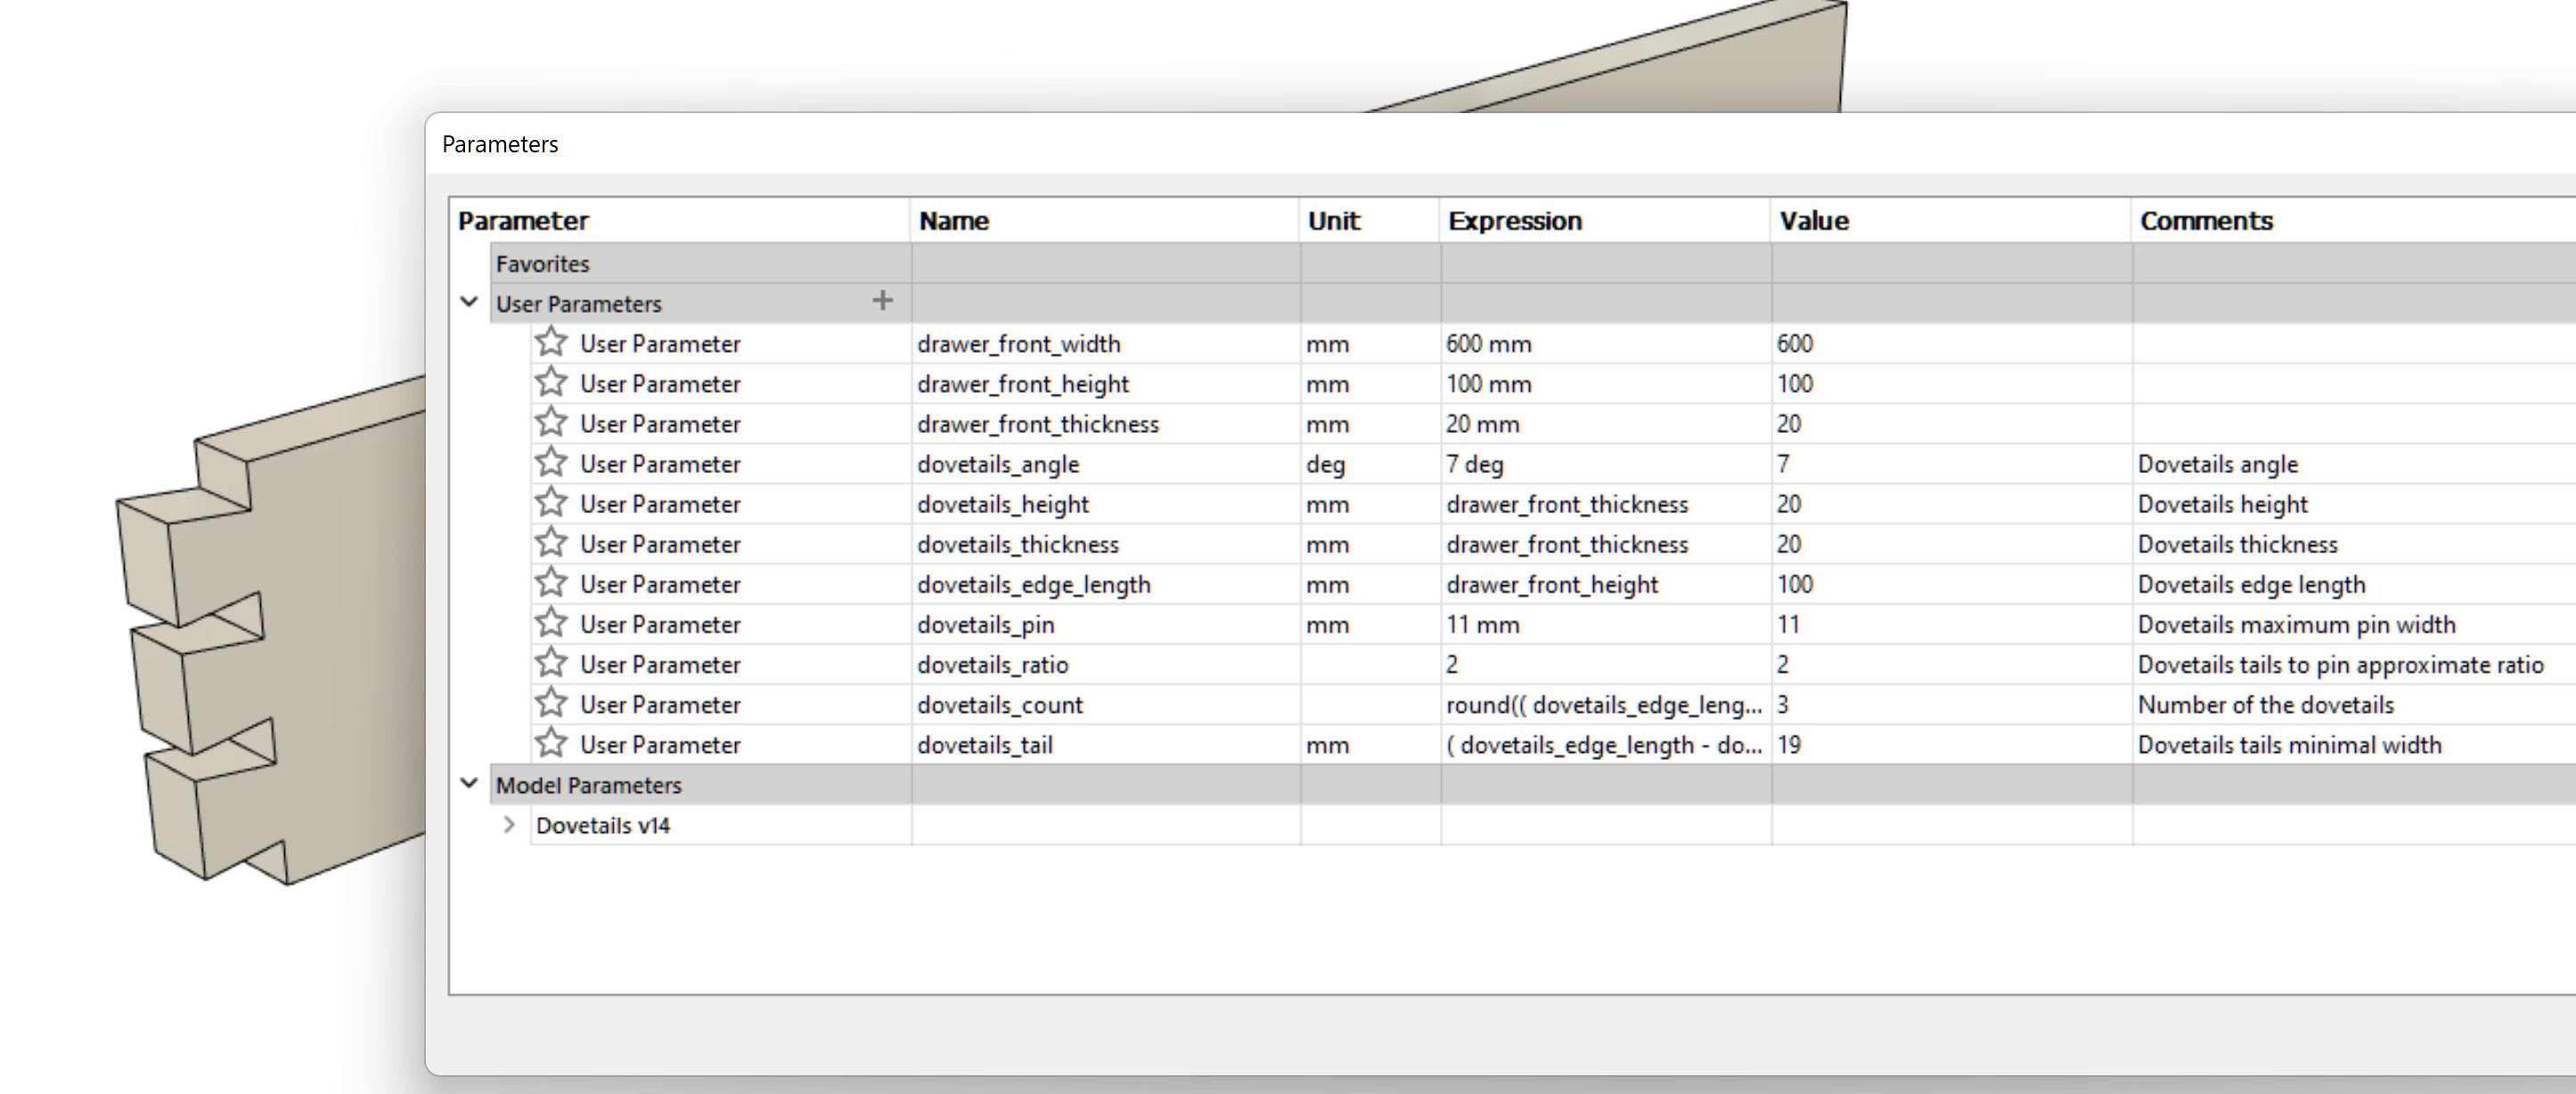 Parameters
Parameter Name Unit Expression Value Comments
Favorites
User Parameters +
User Parameter drawer_front_width mm 600 mm 600
User Parameter drawer_front_height mm 100 mm 100
User Parameter drawer_front_thickness mm 20 mm 20
User Parameter dovetails_angle deg 7 deg 7 Dovetails angle
User Parameter dovetails_height mm drawer_front_thickness 20 Dovetails height
User Parameter dovetails_thickness mm drawer_front_thickness 20 Dovetails thickness
User Parameter dovetails_edge_length mm drawer_front_height 100 Dovetails edge length
User Parameter dovetails_pin mm 11 mm 11 Dovetails maximum pin width
User Parameter dovetails_ratio 2 2 Dovetails tails to pin approximate ratio
User Parameter dovetails_count round(( dovetails_edge_leng... 3 Number of the dovetails
User Parameter dovetails_tail mm ( dovetails_edge_length - do... 19 Dovetails tails minimal width
Model Parameters
Dovetails v14